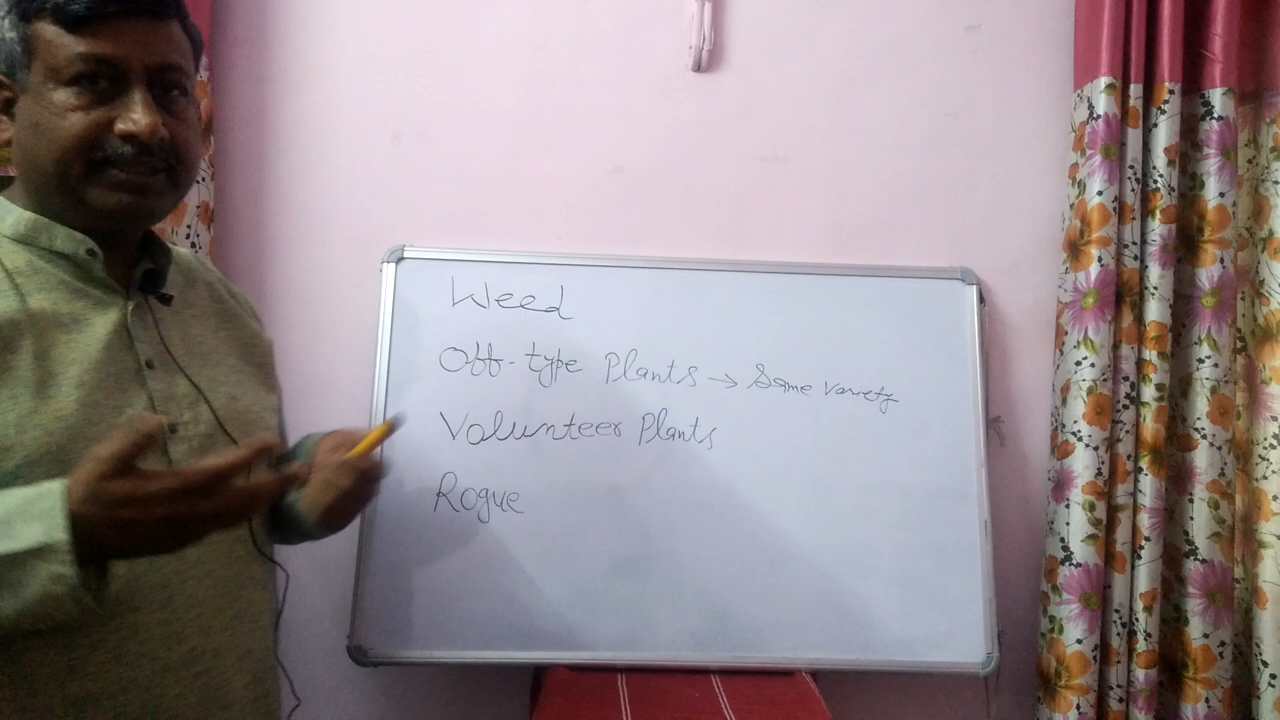 Weed
Off-type Plants → Same Variety
Volunteer Plants
Rogue